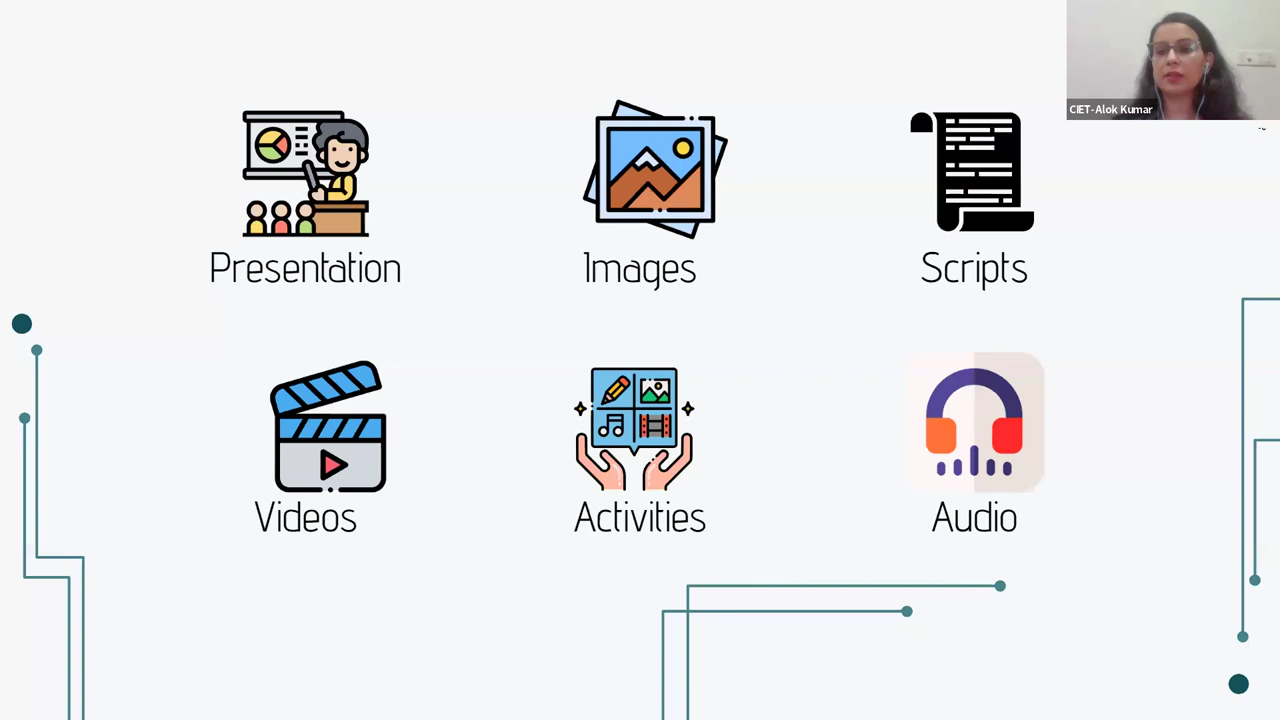 CIET-Alok Kumar
Presentation
Images
Scripts
Videos
Activities
Audio